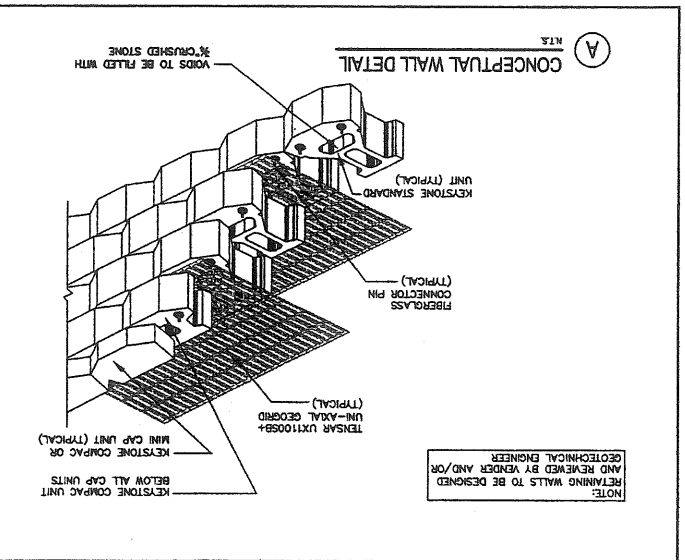 NOTE:
RETAINING WALLS TO BE DESIGNED
AND REVIEWED BY VENDER AND/OR
GEOTECHNICAL ENGINEER
KEYSTONE COMPAC UNIT
BELOW ALL CAP UNITS
KEYSTONE COMPAC OR
MINI CAP UNIT (TYPICAL)
TENSAR UX1100SB+
UNI-AXIAL GEOGRID
(TYPICAL)
FIBERGLASS
CONNECTOR PIN
(TYPICAL)
KEYSTONE STANDARD
UNIT (TYPICAL)
VOIDS TO BE FILLED WITH
¾" CRUSHED STONE
A
CONCEPTUAL WALL DETAIL
N.T.S.